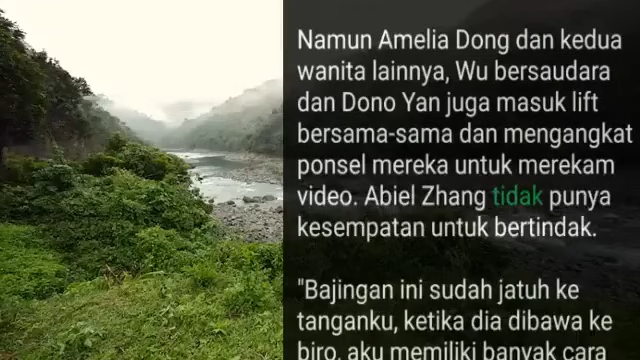 Namun Amelia Dong dan kedua
wanita lainnya, Wu bersaudara
dan Dono Yan juga masuk lift
bersama-sama dan mengangkat
ponsel mereka untuk merekam
video. Abiel Zhang tidak punya
kesempatan untuk bertindak.
"Bajingan ini sudah jatuh ke
tanganku, ketika dia dibawa ke
biro, aku memiliki banyak cara